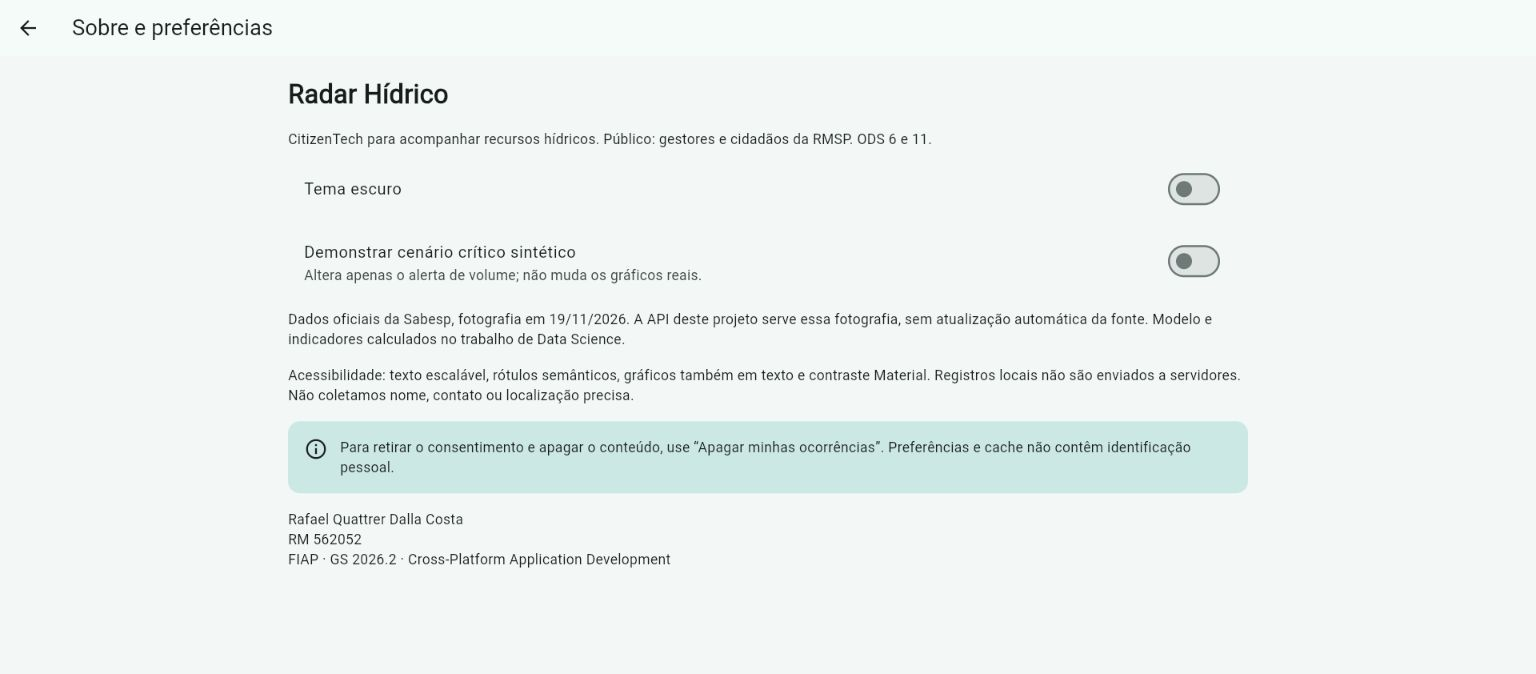 Sobre e preferências
Radar Hídrico
CitizenTech para acompanhar recursos hídricos. Público: gestores e cidadãos da RMSP. ODS 6 e 11.
Tema escuro
Demonstrar cenário crítico sintético
Altera apenas o alerta de volume; não muda os gráficos reais.
Dados oficiais da Sabesp, fotografia em 19/11/2026. A API deste projeto serve essa fotografia, sem atualização automática da fonte. Modelo e
indicadores calculados no trabalho de Data Science.
Acessibilidade: texto escalável, rótulos semânticos, gráficos também em texto e contraste Material. Registros locais não são enviados a servidores.
Não coletamos nome, contato ou localização precisa.
Para retirar o consentimento e apagar o conteúdo, use “Apagar minhas ocorrências”. Preferências e cache não contêm identificação
pessoal.
Rafael Quattrer Dalla Costa
RM 562052
FIAP · GS 2026.2 · Cross-Platform Application Development